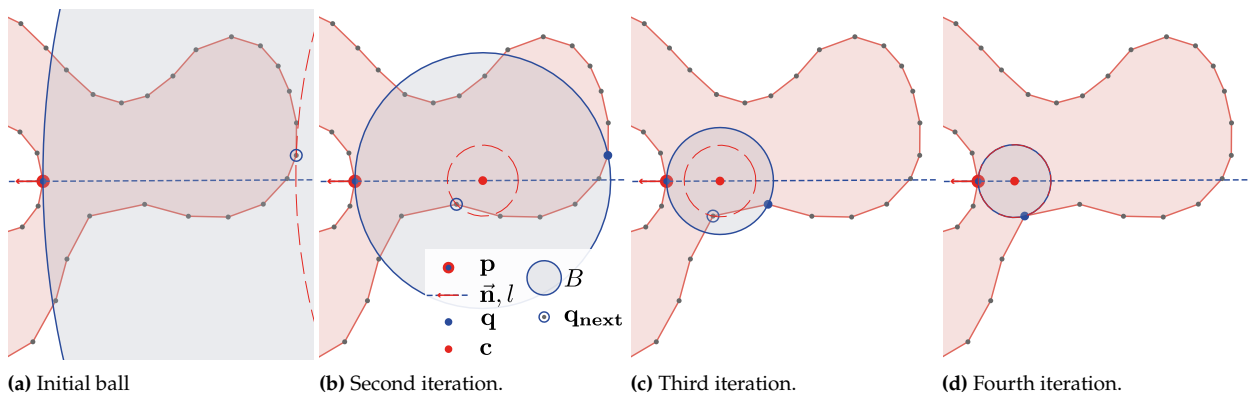 p
n⃗, l
q
c
B
q_next
(a) Initial ball
(b) Second iteration.
(c) Third iteration.
(d) Fourth iteration.